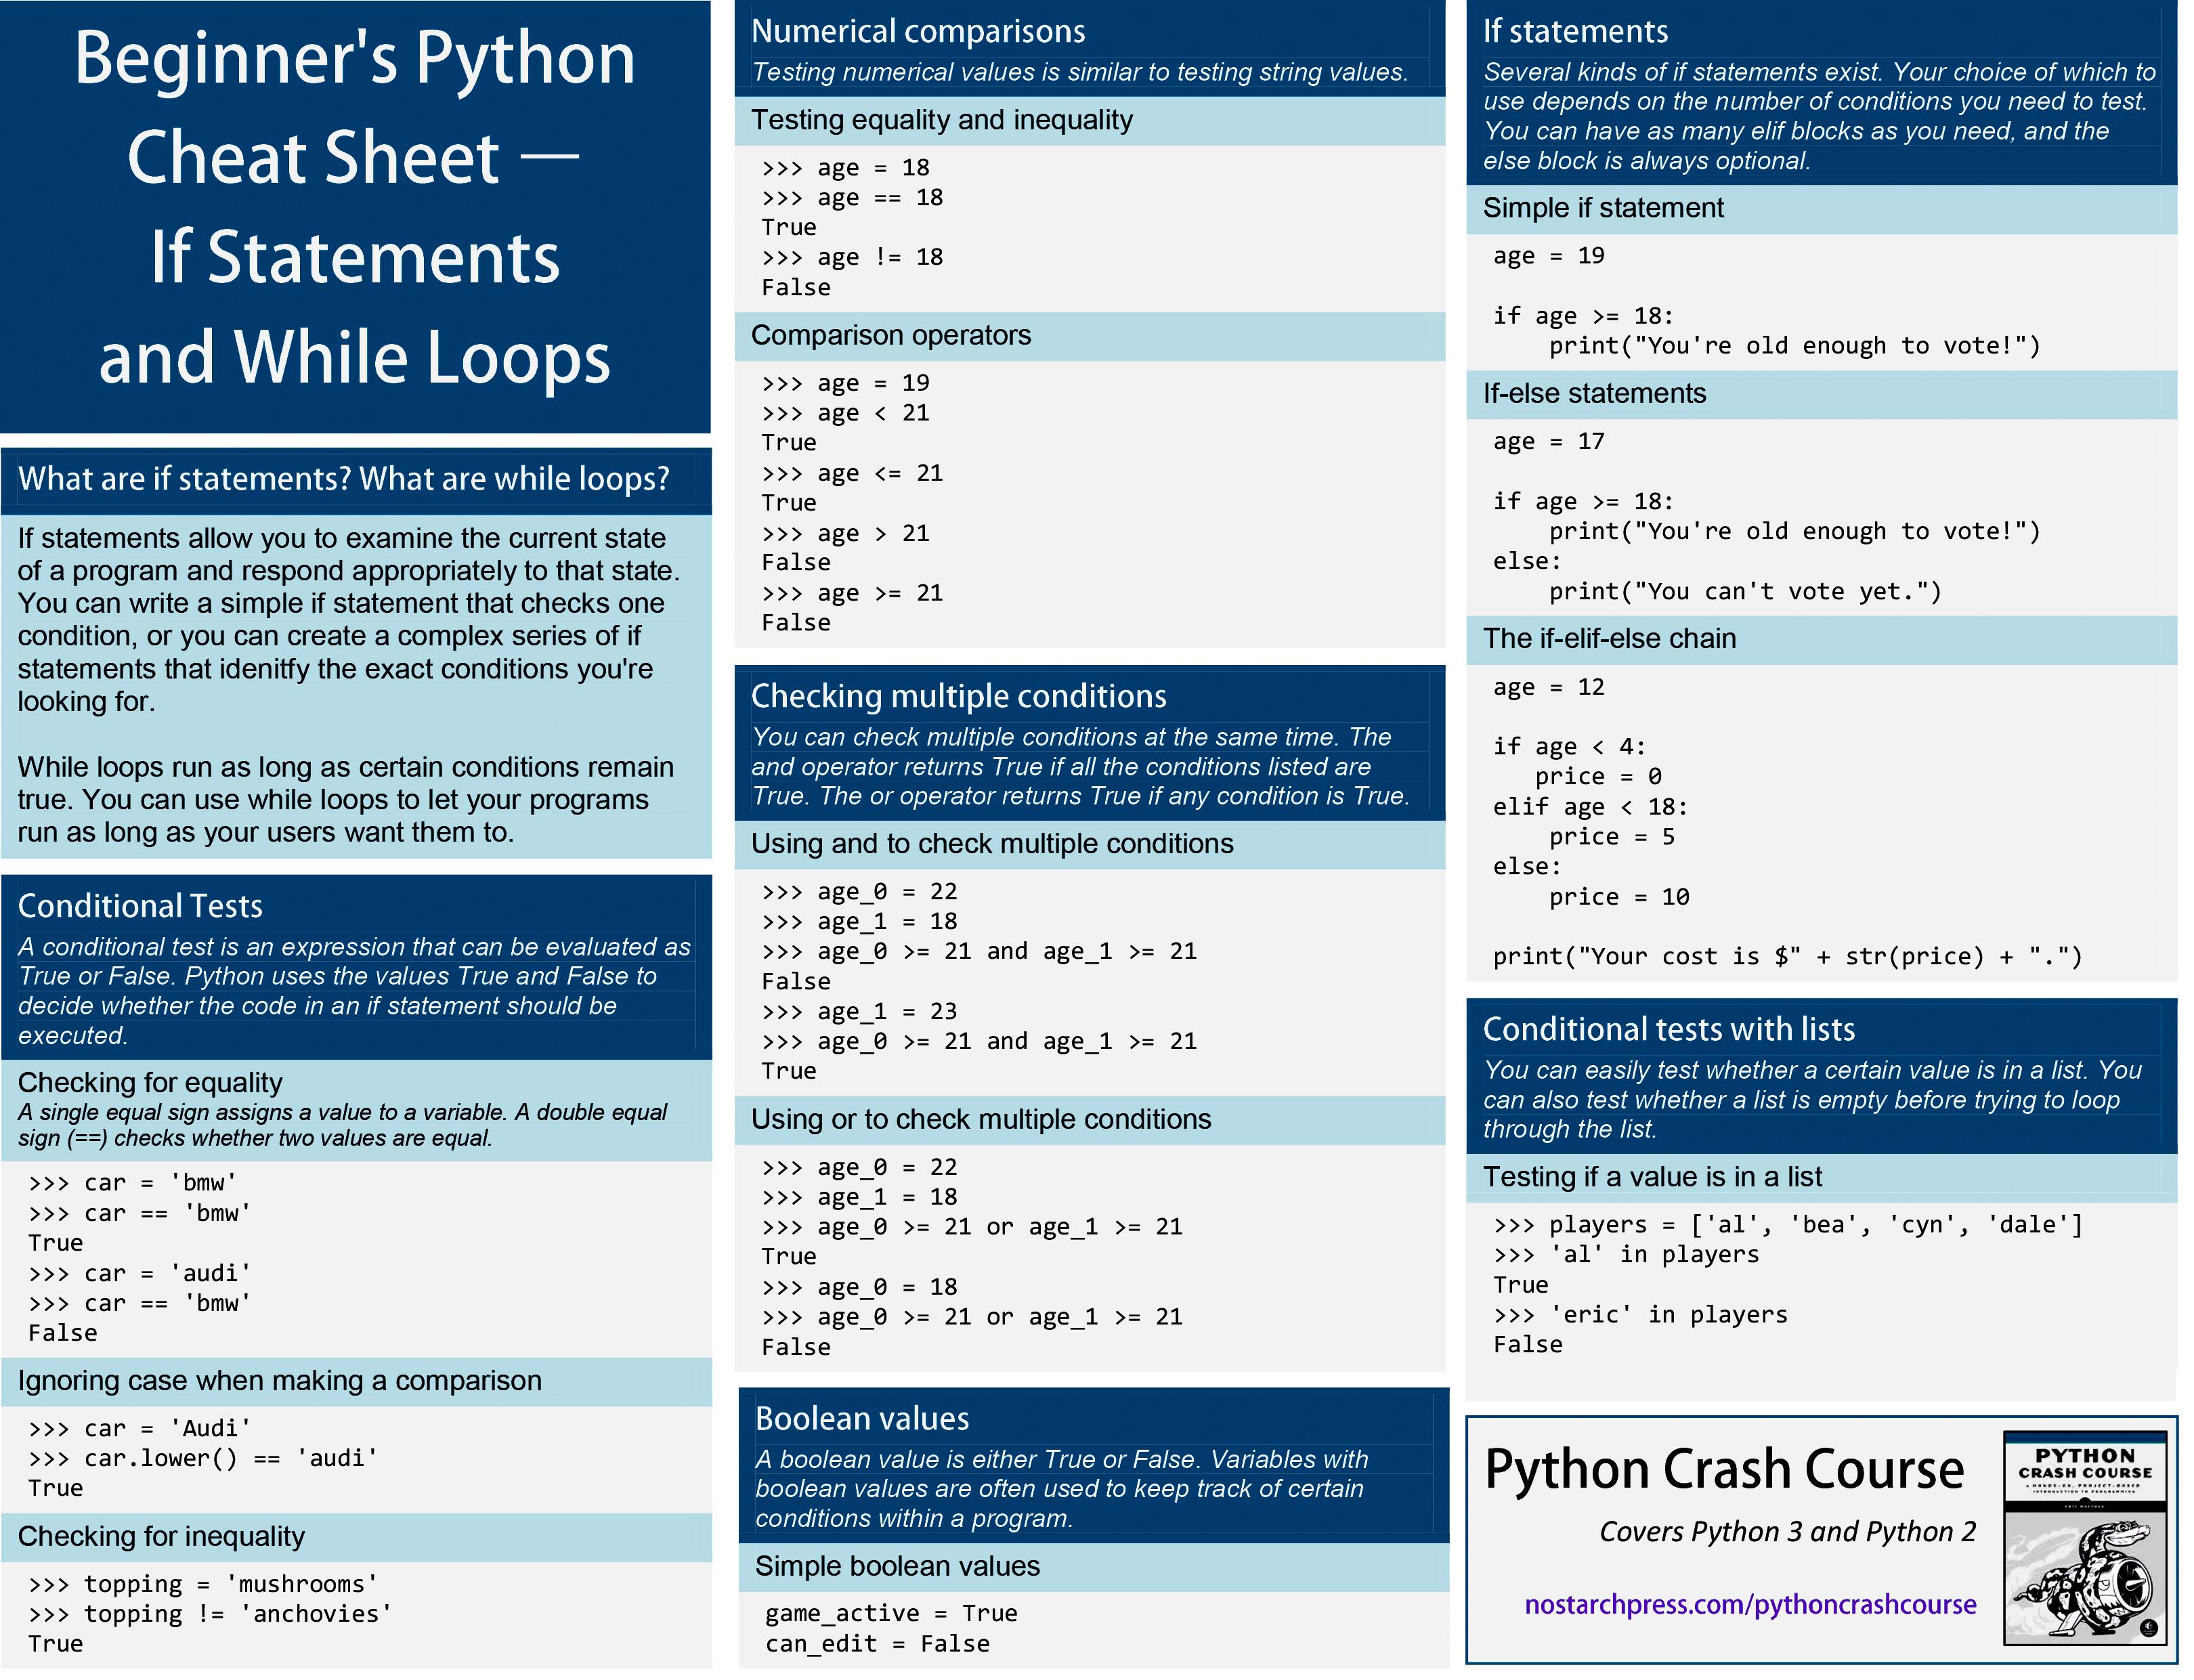 Beginner's Python
Cheat Sheet —
If Statements
and While Loops
What are if statements? What are while loops?
If statements allow you to examine the current state
of a program and respond appropriately to that state.
You can write a simple if statement that checks one
condition, or you can create a complex series of if
statements that idenitfy the exact conditions you're
looking for.
While loops run as long as certain conditions remain
true. You can use while loops to let your programs
run as long as your users want them to.
Conditional Tests
A conditional test is an expression that can be evaluated as
True or False. Python uses the values True and False to
decide whether the code in an if statement should be
executed.
Checking for equality
A single equal sign assigns a value to a variable. A double equal
sign (==) checks whether two values are equal.
>>> car = 'bmw'
>>> car == 'bmw'
True
>>> car = 'audi'
>>> car == 'bmw'
False
Ignoring case when making a comparison
>>> car = 'Audi'
>>> car.lower() == 'audi'
True
Checking for inequality
>>> topping = 'mushrooms'
>>> topping != 'anchovies'
True
Numerical comparisons
Testing numerical values is similar to testing string values.
Testing equality and inequality
>>> age = 18
>>> age == 18
True
>>> age != 18
False
Comparison operators
>>> age = 19
>>> age < 21
True
>>> age <= 21
True
>>> age > 21
False
>>> age >= 21
False
Checking multiple conditions
You can check multiple conditions at the same time. The
and operator returns True if all the conditions listed are
True. The or operator returns True if any condition is True.
Using and to check multiple conditions
>>> age_0 = 22
>>> age_1 = 18
>>> age_0 >= 21 and age_1 >= 21
False
>>> age_1 = 23
>>> age_0 >= 21 and age_1 >= 21
True
Using or to check multiple conditions
>>> age_0 = 22
>>> age_1 = 18
>>> age_0 >= 21 or age_1 >= 21
True
>>> age_0 = 18
>>> age_0 >= 21 or age_1 >= 21
False
Boolean values
A boolean value is either True or False. Variables with
boolean values are often used to keep track of certain
conditions within a program.
Simple boolean values
game_active = True
can_edit = False
If statements
Several kinds of if statements exist. Your choice of which to
use depends on the number of conditions you need to test.
You can have as many elif blocks as you need, and the
else block is always optional.
Simple if statement
age = 19
if age >= 18:
    print("You're old enough to vote!")
If-else statements
age = 17
if age >= 18:
    print("You're old enough to vote!")
else:
    print("You can't vote yet.")
The if-elif-else chain
age = 12
if age < 4:
   price = 0
elif age < 18:
    price = 5
else:
    price = 10
print("Your cost is $" + str(price) + ".")
Conditional tests with lists
You can easily test whether a certain value is in a list. You
can also test whether a list is empty before trying to loop
through the list.
Testing if a value is in a list
>>> players = ['al', 'bea', 'cyn', 'dale']
>>> 'al' in players
True
>>> 'eric' in players
False
Python Crash Course
Covers Python 3 and Python 2
nostarchpress.com/pythoncrashcourse
PYTHON
CRASH COURSE
A HANDS-ON, PROJECT-BASED
INTRODUCTION TO PROGRAMMING
ERIC MATTHES